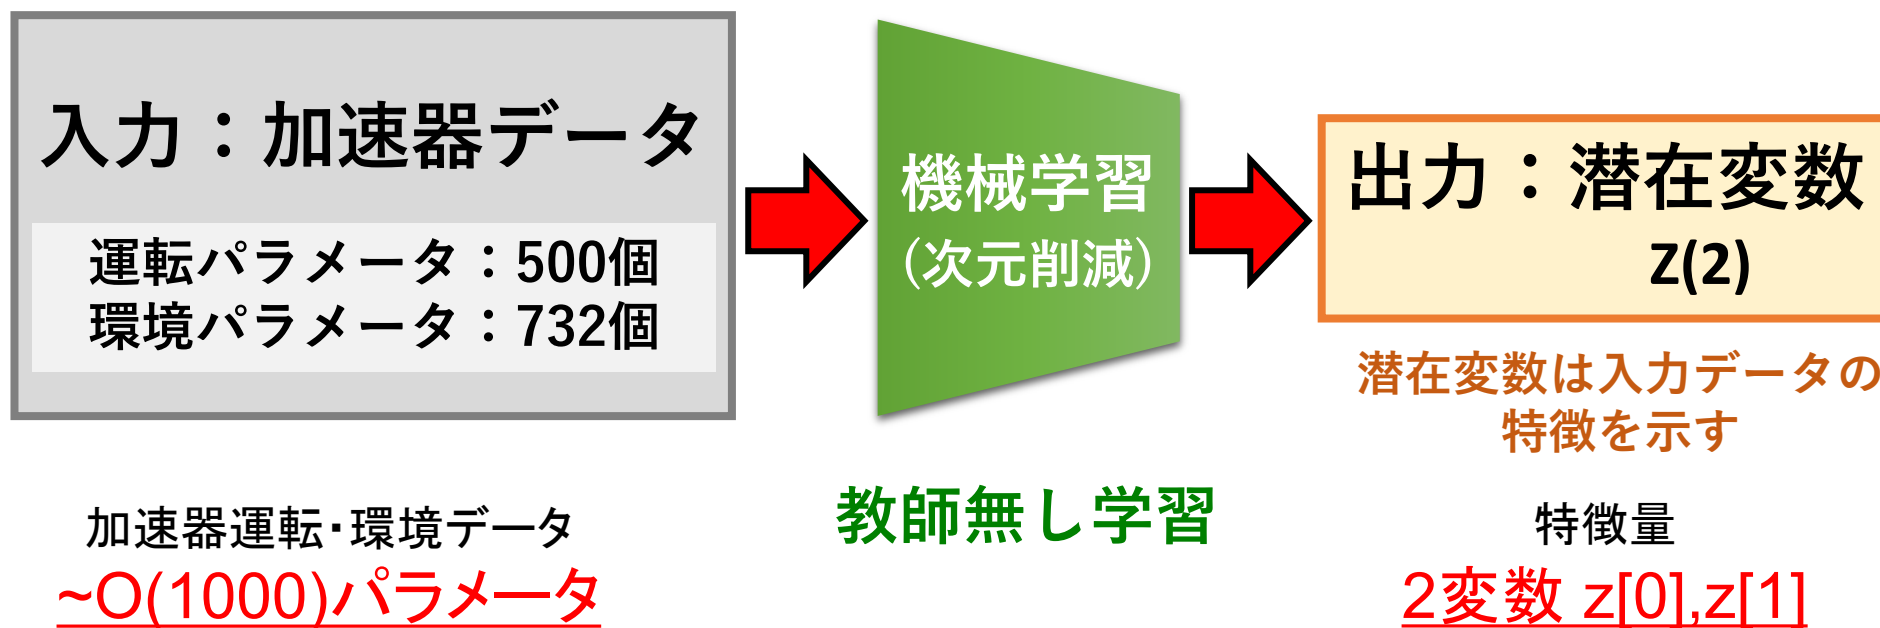 入力：加速器データ
運転パラメータ：500個
環境パラメータ：732個
加速器運転・環境データ
~O(1000)パラメータ
機械学習
（次元削減）
教師無し学習
出力：潜在変数
Z(2)
潜在変数は入力データの
特徴を示す
特徴量
2変数 z[0],z[1]